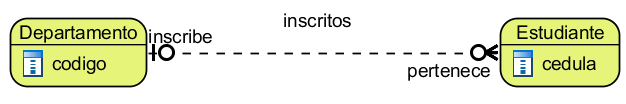 inscritos
Departamento
inscribe
Estudiante
codigo
cedula
pertenece